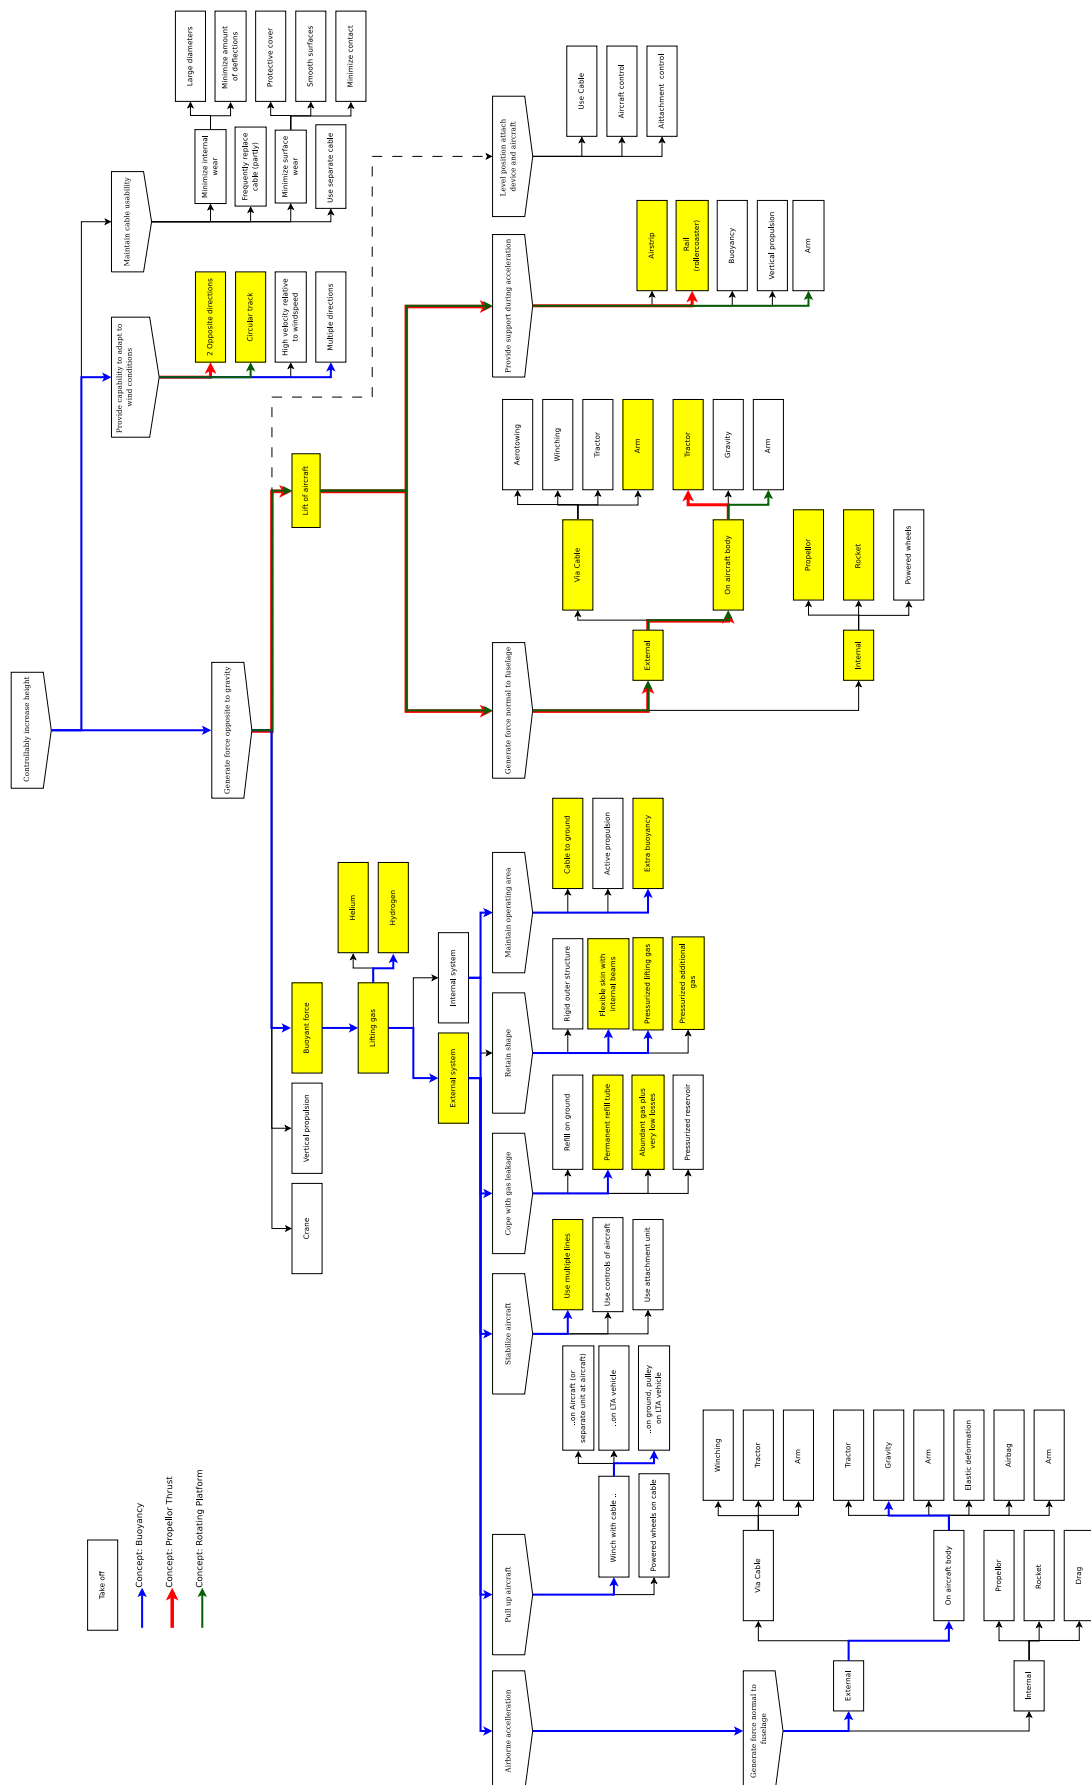 Take off
Concept: Buoyancy
Concept: Propellor Thrust
Concept: Rotating Platform
Controllably increase height
Maintain cable usability
Minimize internal
wear
Large diameters
Minimize amount
of deflections
Frequently replace
cable (partly)
Minimize surface
wear
Protective cover
Smooth surfaces
Minimize contact
Use separate cable
Provide capability to adapt to
wind conditions
2 Opposite directions
Circular track
High velocity relative
to windspeed
Multiple directions
Generate force opposite to gravity
Lift of aircraft
Level position attach
device and aircraft
Use Cable
Aircraft control
Aittachment control
Provide support during acceleration
Airstrip
Rail
(rollercoaster)
Buoyancy
Vertical propulsion
Arm
Generate force normal to fuselage
External
Via Cable
Aerotowing
Winching
Tractor
Arm
On aircraft body
Tractor
Gravity
Arm
Internal
Propellor
Rocket
Powered wheels
Buoyant force
Lifting gas
Helium
Hydrogen
Internal system
External system
Vertical propulsion
Crane
Maintain operating area
Cable to ground
Active propulsion
Extra buoyancy
Retain shape
Rigid outer structure
Flexible skin with
internal beams
Pressurized lifting gas
Pressurized additional
gas
Cope with gas leakage
Refill on ground
Permanent refill tube
Abundant gas plus
very low losses
Pressurized reservoir
Stabilize aircraft
Use multiple lines
Use controls of aircraft
Use attachment unit
Pull up aircraft
Winch with cable ..
..on Aircraft (or
separate unit at aircraft)
..on LTA vehicle
..on ground, pulley
on LTA vehicle
Powered wheels on cable
Airborne accelleration
Generate force normal to
fuselage
External
Via Cable
Winching
Tractor
Arm
On aircraft body
Tractor
Gravity
Arm
Elastic deformation
Airbag
Arm
Internal
Propellor
Rocket
Drag